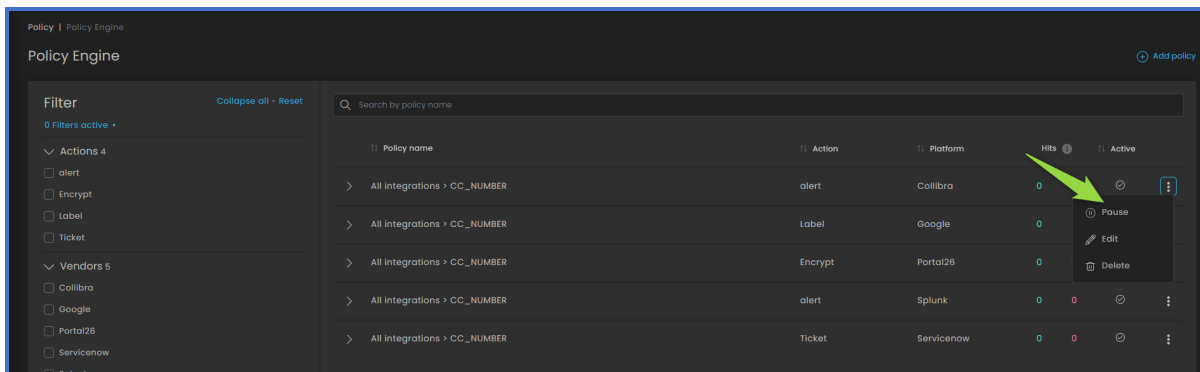 Policy | Policy Engine
Policy Engine
Add policy
Filter
Collapse all • Reset
0 Filters active
Actions 4
alert
Encrypt
Label
Ticket
Vendors 5
Collibra
Google
Portal26
Servicenow
Search by policy name
Policy name Action Platform Hits Active
All integrations > CC_NUMBER alert Collibra 0
All integrations > CC_NUMBER Label Google 0
All integrations > CC_NUMBER Encrypt Portal26 0
All integrations > CC_NUMBER alert Splunk 0 0
All integrations > CC_NUMBER Ticket Servicenow 0 0
Pause
Edit
Delete